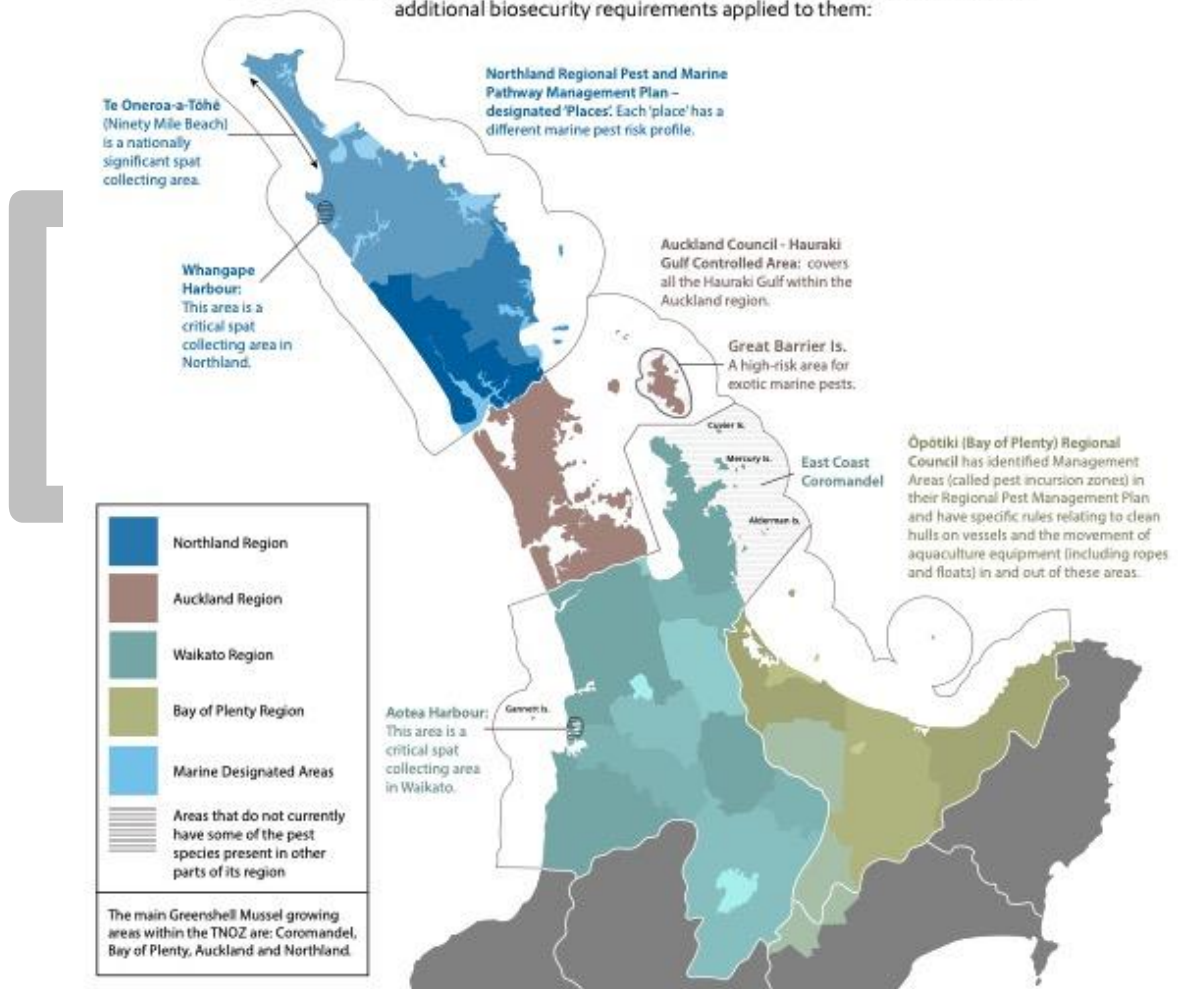 additional biosecurity requirements applied to them:
Northland Regional Pest and Marine
Pathway Management Plan –
designated 'Places'. Each 'place' has a
different marine pest risk profile.
Te Oneroa-a-Tōhē
(Ninety Mile Beach)
is a nationally
significant spat
collecting area.
Whangape
Harbour:
This area is a
critical spat
collecting area in
Northland.
Auckland Council - Hauraki
Gulf Controlled Area: covers
all the Hauraki Gulf within the
Auckland region.
Great Barrier Is.
A high-risk area for
exotic marine pests.
Cuvier Is.
Mercury Is.
Alderman Is.
East Coast
Coromandel
Ōpōtiki (Bay of Plenty) Regional
Council has identified Management
Areas (called pest incursion zones) in
their Regional Pest Management Plan
and have specific rules relating to clean
hulls on vessels and the movement of
aquaculture equipment (including ropes
and floats) in and out of these areas.
Gannett Is.
Aotea Harbour:
This area is a
critical spat
collecting area
in Waikato.
Northland Region
Auckland Region
Waikato Region
Bay of Plenty Region
Marine Designated Areas
Areas that do not currently
have some of the pest
species present in other
parts of its region
The main Greenshell Mussel growing
areas within the TNOZ are: Coromandel,
Bay of Plenty, Auckland and Northland.